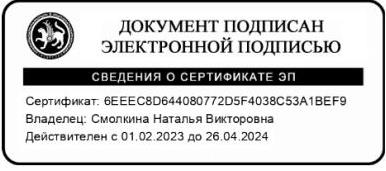 ДОКУМЕНТ ПОДПИСАН
ЭЛЕКТРОННОЙ ПОДПИСЬЮ
СВЕДЕНИЯ О СЕРТИФИКАТЕ ЭП
Сертификат: 6EEEC8D644080772D5F4038C53A1BEF9
Владелец: Смолкина Наталья Викторовна
Действителен с 01.02.2023 до 26.04.2024